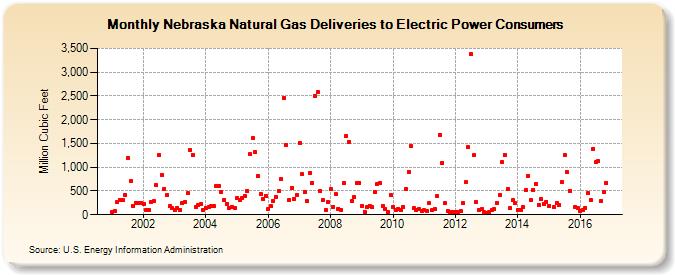 Monthly Nebraska Natural Gas Deliveries to Electric Power Consumers
Million Cubic Feet
3,500
3,000
2,500
2,000
1,500
1,000
500
0
2002 2004 2006 2008 2010 2012 2014 2016
Source: U.S. Energy Information Administration